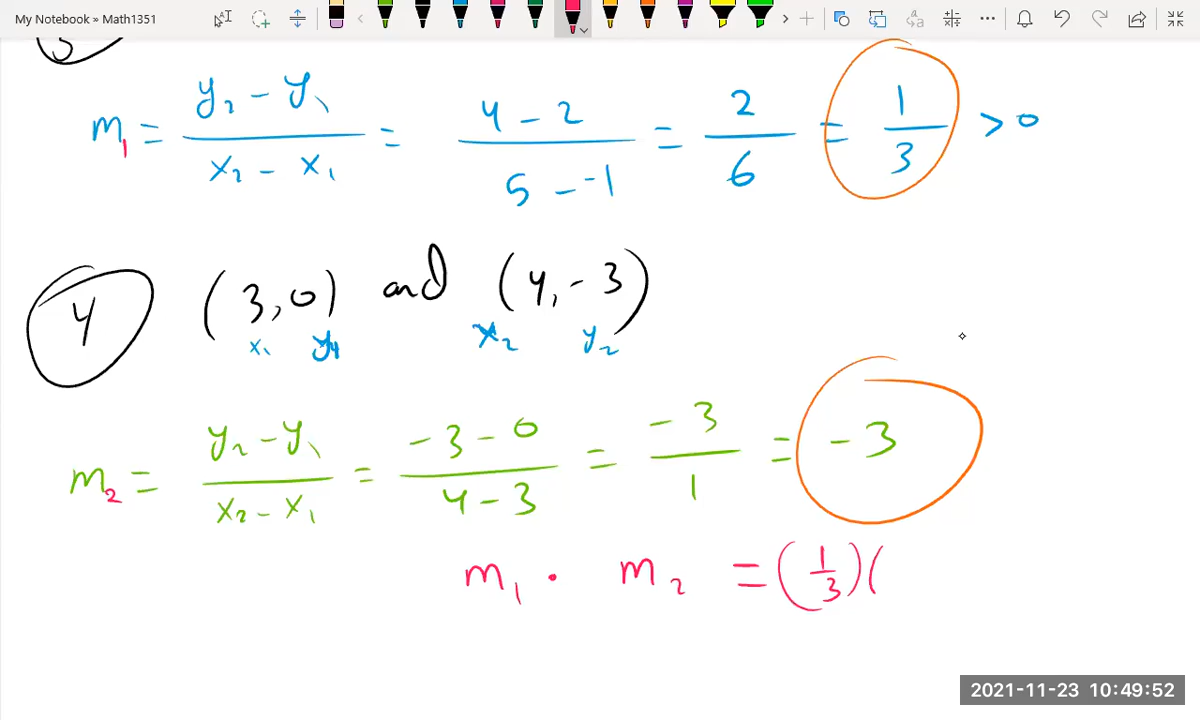 My Notebook » Math1351
3
m₁ = (y₂ - y₁)/(x₂ - x₁) = (4 - 2)/(5 - -1) = 2/6 = 1/3 > 0
4 (3, 0) and (4, -3)
x₁ y₁ x₂ y₂
m₂ = (y₂ - y₁)/(x₂ - x₁) = (-3 - 0)/(4 - 3) = -3/1 = -3
m₁ · m₂ = (1/3)(
2021-11-23 10:49:52